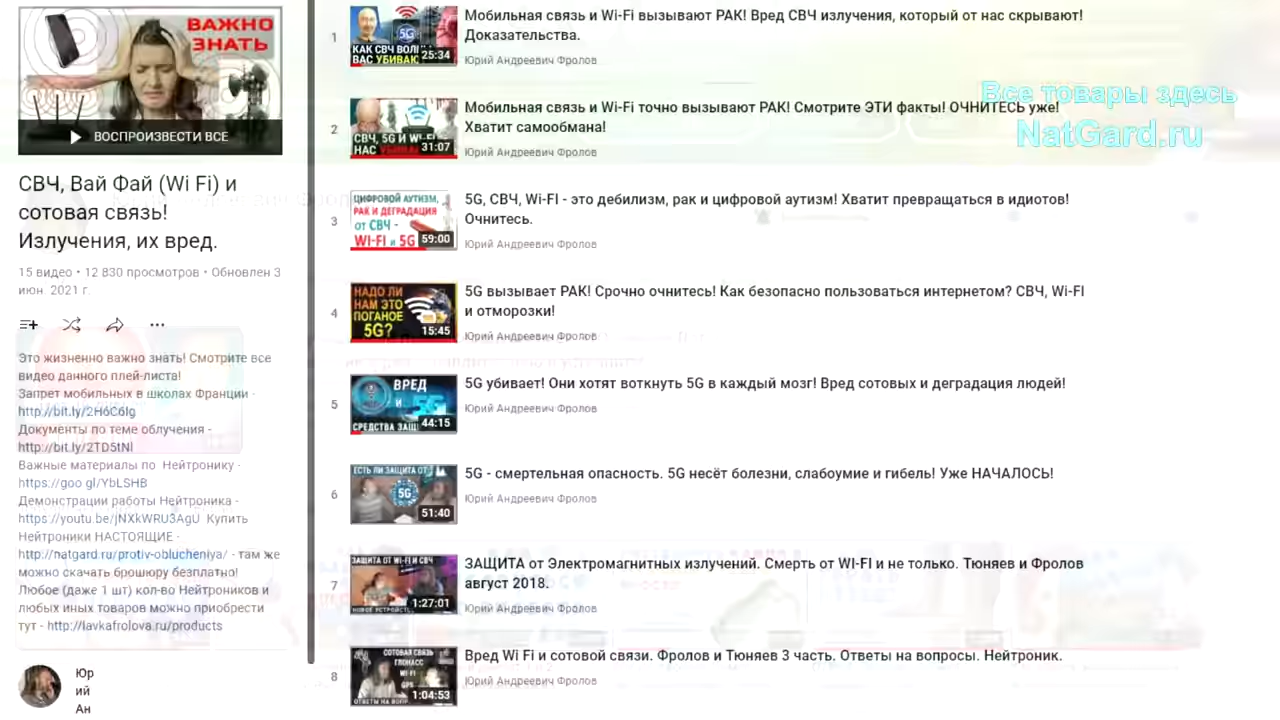 ВАЖНО
ЗНАТЬ
ВОСПРОИЗВЕСТИ ВСЕ
СВЧ, Вай Фай (Wi Fi) и
сотовая связь!
Излучения, их вред.
15 видео • 12 830 просмотров • Обновлен 3
июн. 2021 г.
Это жизненно важно знать! Смотрите все
видео данного плей-листа!
Запрет мобильных в школах Франции -
http://bit.ly/2H6C6lg
Документы по теме облучения -
http://bit.ly/2TD5tNl
Важные материалы по Нейтронику -
https://goo gl/YbLSHB
Демонстрации работы Нейтроника -
https://youtu.be/jNXkWRU3AgU Купить
Нейтроники НАСТОЯЩИЕ -
http://natgard.ru/protiv-oblucheniya/ - там же
можно скачать брошюру бесплатно!
Любое (даже 1 шт) кол-во Нейтроников и
любых иных товаров можно приобрести
тут - http://lavkafrolova.ru/products
Юр
ий
Ан
1
5G
КАК СВЧ ВОЛН
ВАС УБИВАЮ
25:34
Мобильная связь и Wi-Fi вызывают РАК! Вред СВЧ излучения, который от нас скрывают!
Доказательства.
Юрий Андреевич Фролов
2
СВЧ, 5G И WI-FI
НАС
31:07
Мобильная связь и Wi-Fi точно вызывают РАК! Смотрите ЭТИ факты! ОЧНИТЕСЬ уже!
Хватит самообмана!
Юрий Андреевич Фролов
Все товары здесь
NatGard.ru
3
ЦИФРОВОЙ АУТИЗМ,
РАК И ДЕГРАДАЦИЯ
от СВЧ -
WI-FI и 5G
59:00
5G, СВЧ, Wi-FI - это дебилизм, рак и цифровой аутизм! Хватит превращаться в идиотов!
Очнитесь.
Юрий Андреевич Фролов
4
НАДО ЛИ
НАМ ЭТО
ПОГАНОЕ
5G?
15:45
5G вызывает РАК! Срочно очнитесь! Как безопасно пользоваться интернетом? СВЧ, Wi-FI
и отморозки!
Юрий Андреевич Фролов
5
ВРЕД
И 5G
СРЕДСТВА ЗАЩ
44:15
5G убивает! Они хотят воткнуть 5G в каждый мозг! Вред сотовых и деградация людей!
Юрий Андреевич Фролов
6
ЕСТЬ ЛИ ЗАЩИТА ОТ
5G
51:40
5G - смертельная опасность. 5G несёт болезни, слабоумие и гибель! Уже НАЧАЛОСЬ!
Юрий Андреевич Фролов
7
ЗАЩИТА ОТ WI-FI И СВЧ
НОВОЕ УСТРОЙСТ
1:27:01
ЗАЩИТА от Электромагнитных излучений. Смерть от WI-FI и не только. Тюняев и Фролов
август 2018.
Юрий Андреевич Фролов
8
СОТОВАЯ СВЯЗЬ
ГЛОНАСС
WI-FI
GPS
ОТВЕТЫ НА ВОПР
1:04:53
Вред Wi Fi и сотовой связи. Фролов и Тюняев 3 часть. Ответы на вопросы. Нейтроник.
Юрий Андреевич Фролов